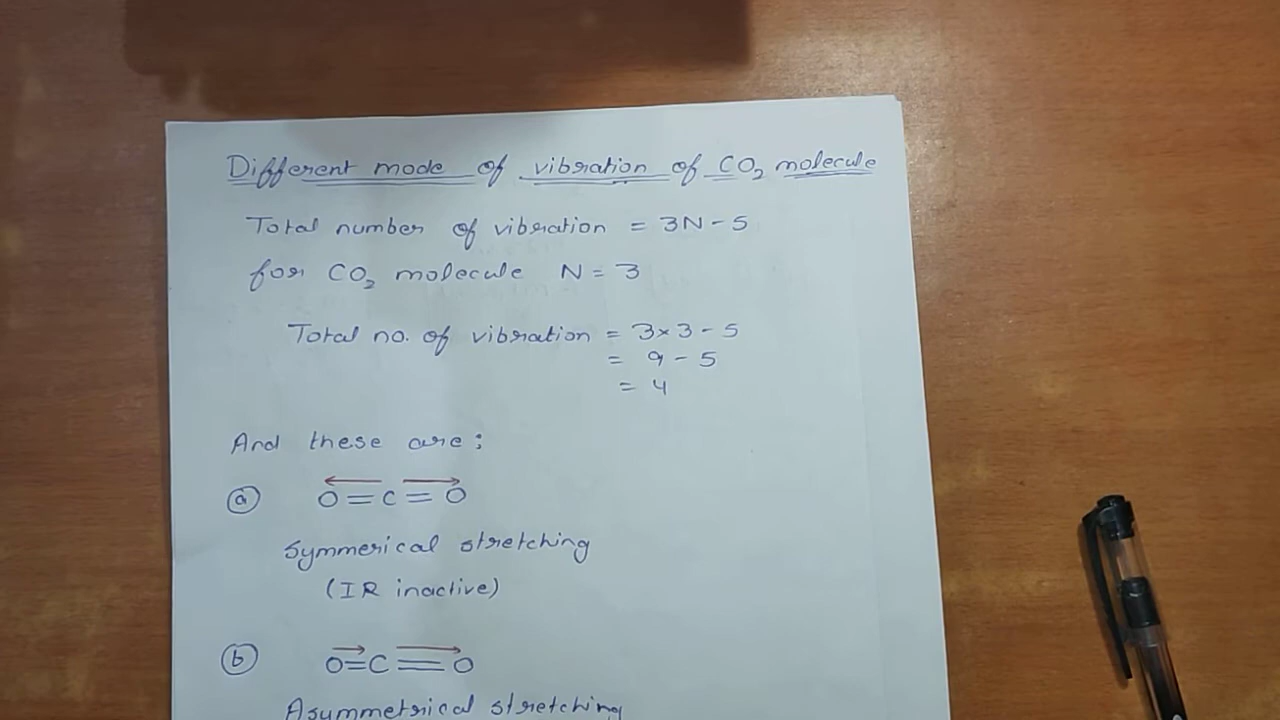 Different mode of vibration of CO₂ molecule
Total number of vibration = 3N - 5
for CO₂ molecule N = 3
Total no. of vibration = 3×3 - 5
= 9 - 5
= 4
And these are:
(a) O=C=O
Symmerical stretching
(IR inactive)
(b) O=C=O
Asymmetrical stretching